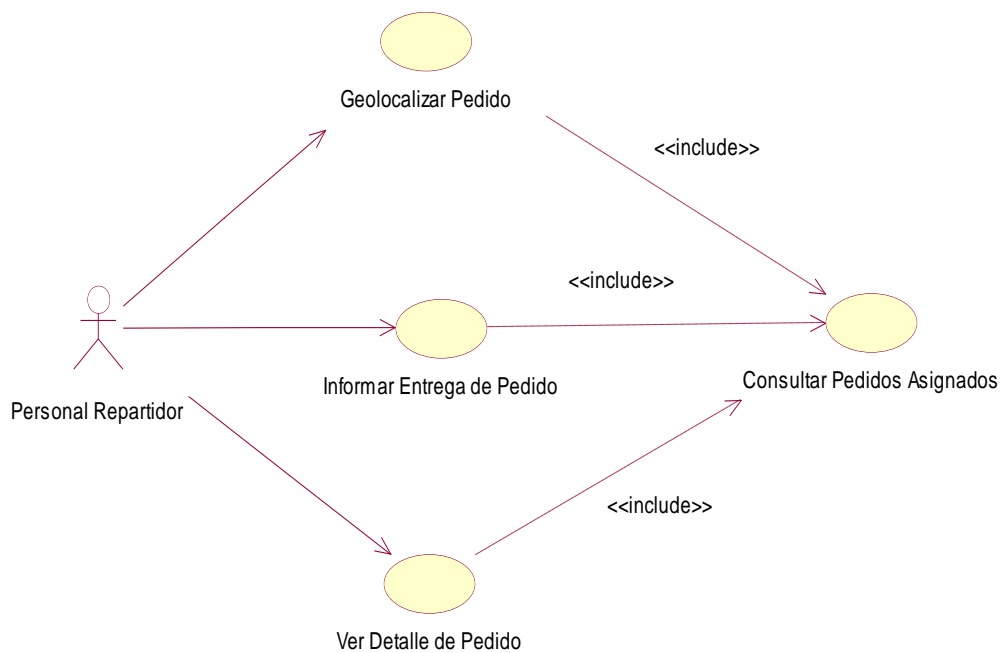 Geolocalizar Pedido
<<include>>
<<include>>
Informar Entrega de Pedido
Consultar Pedidos Asignados
Personal Repartidor
<<include>>
Ver Detalle de Pedido